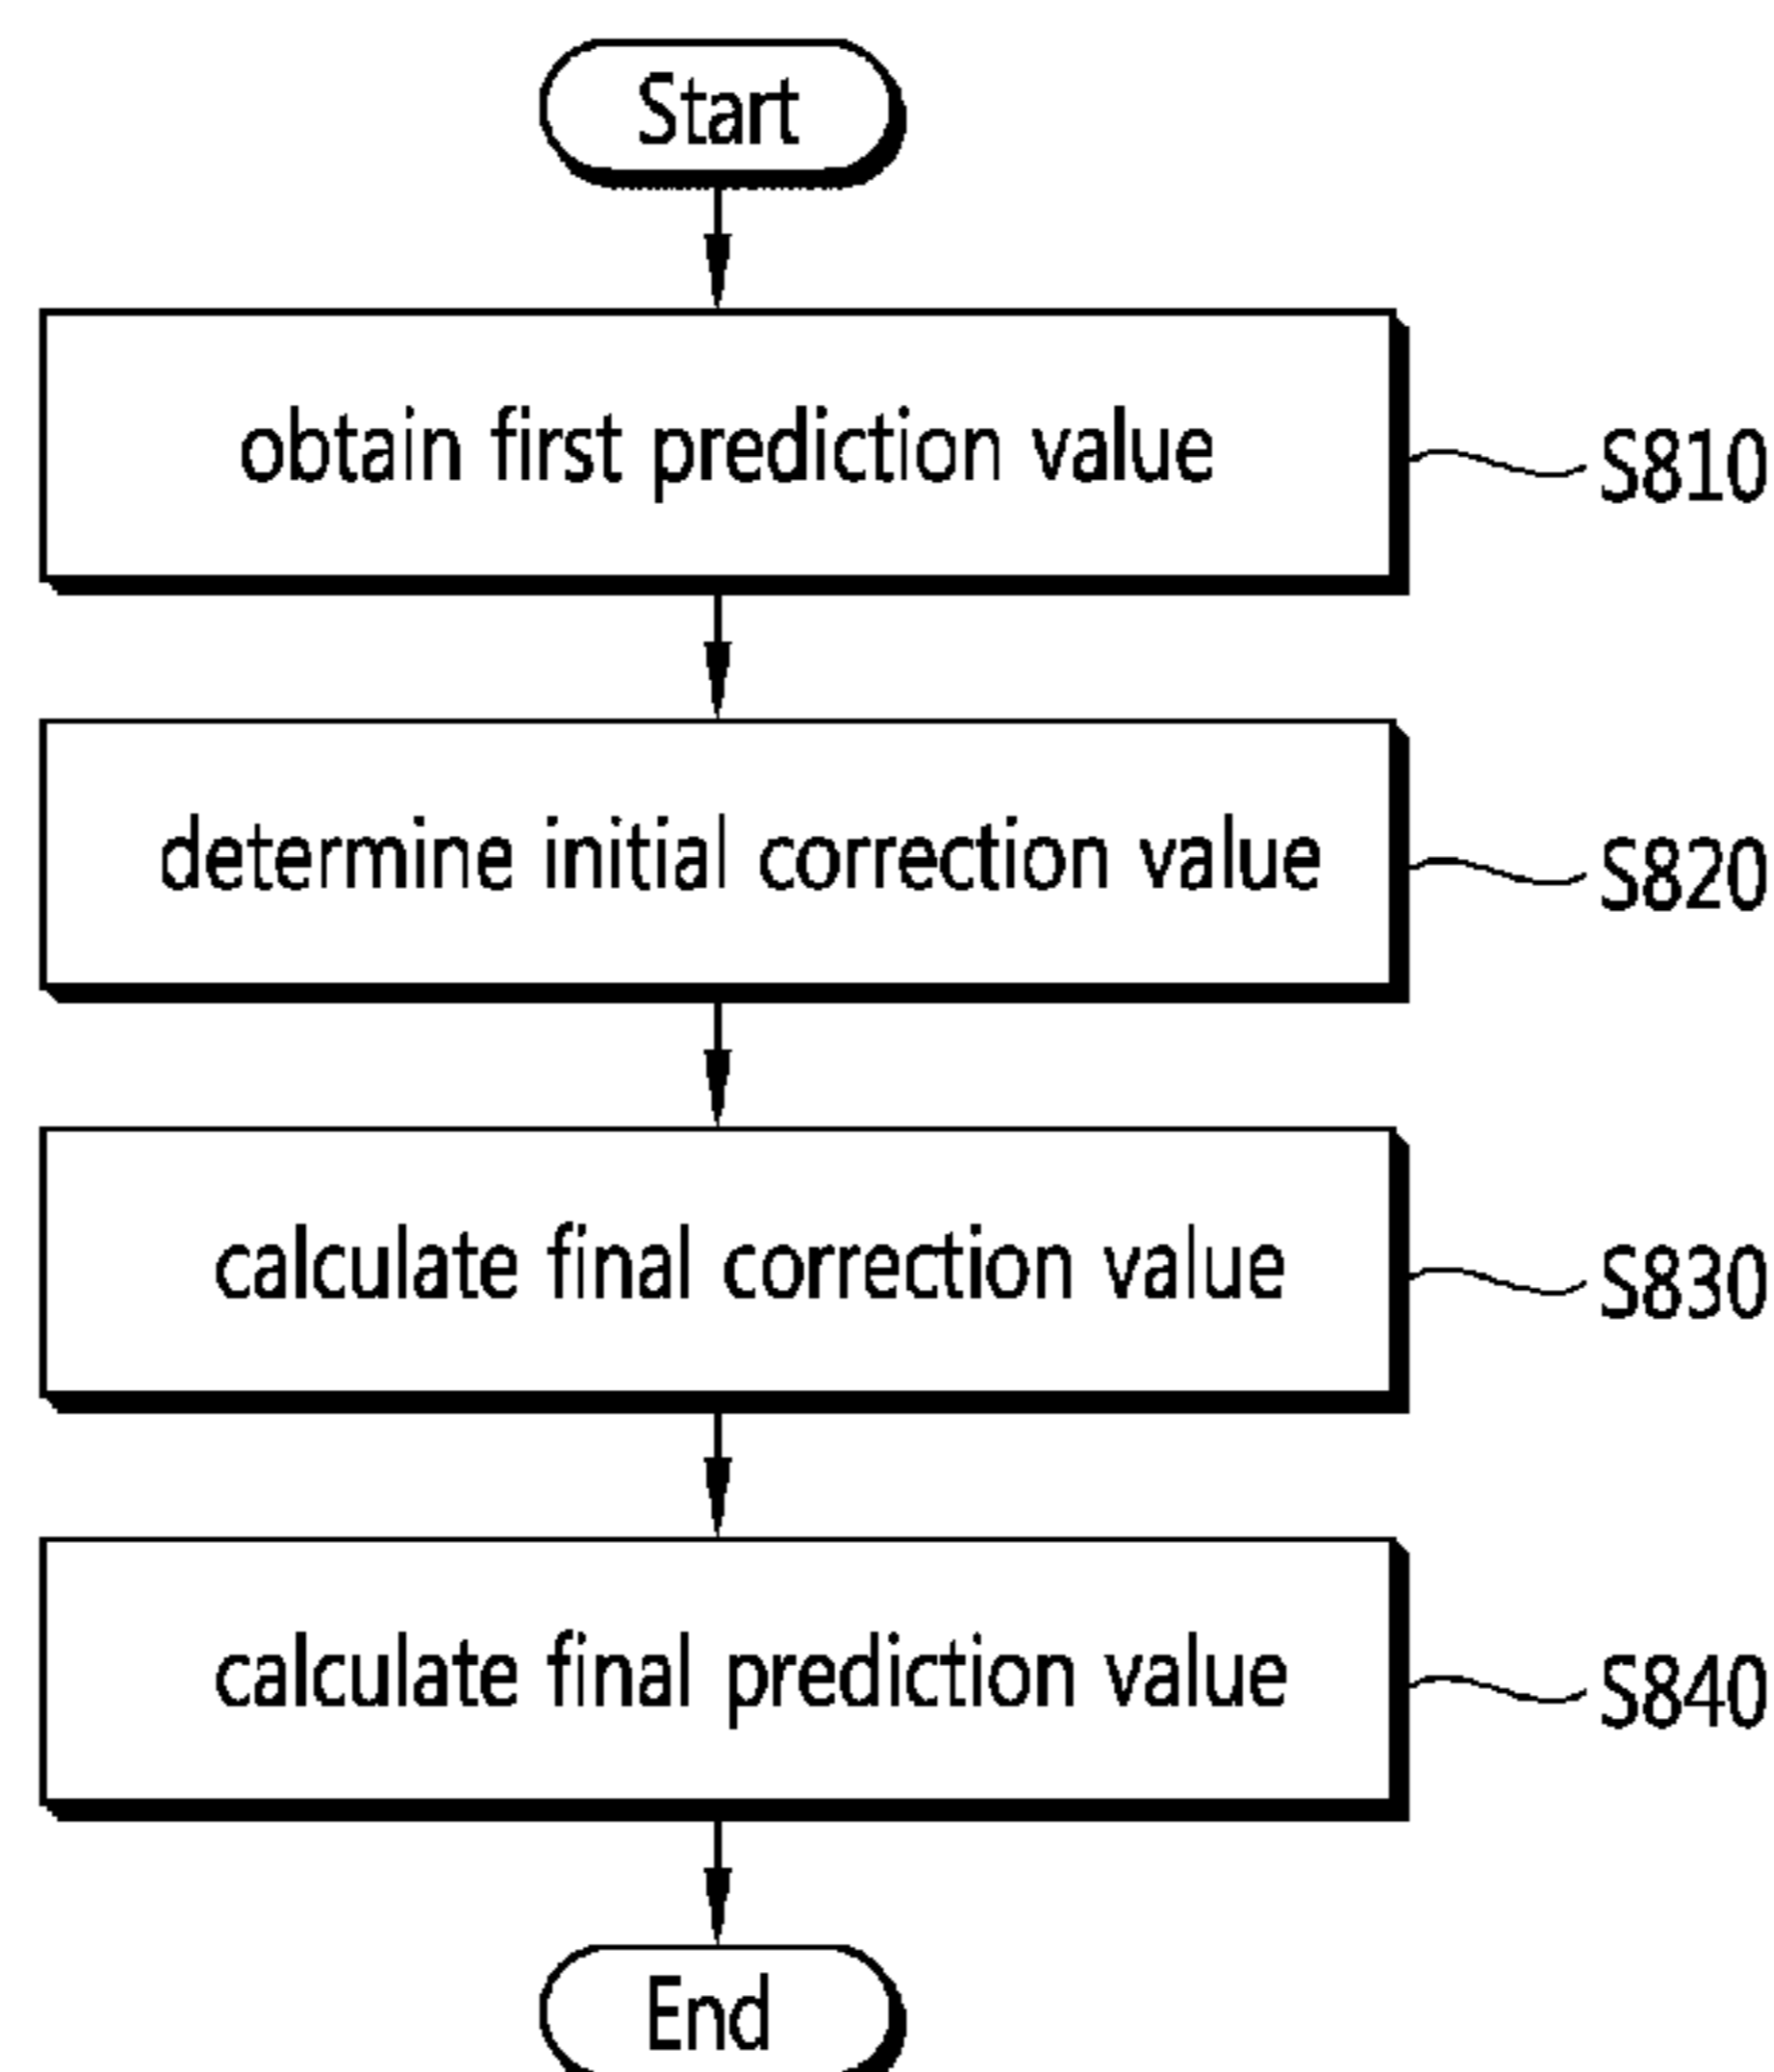 Start
obtain first prediction value
S810
determine initial correction value
S820
calculate final correction value
S830
calculate final prediction value
S840
End